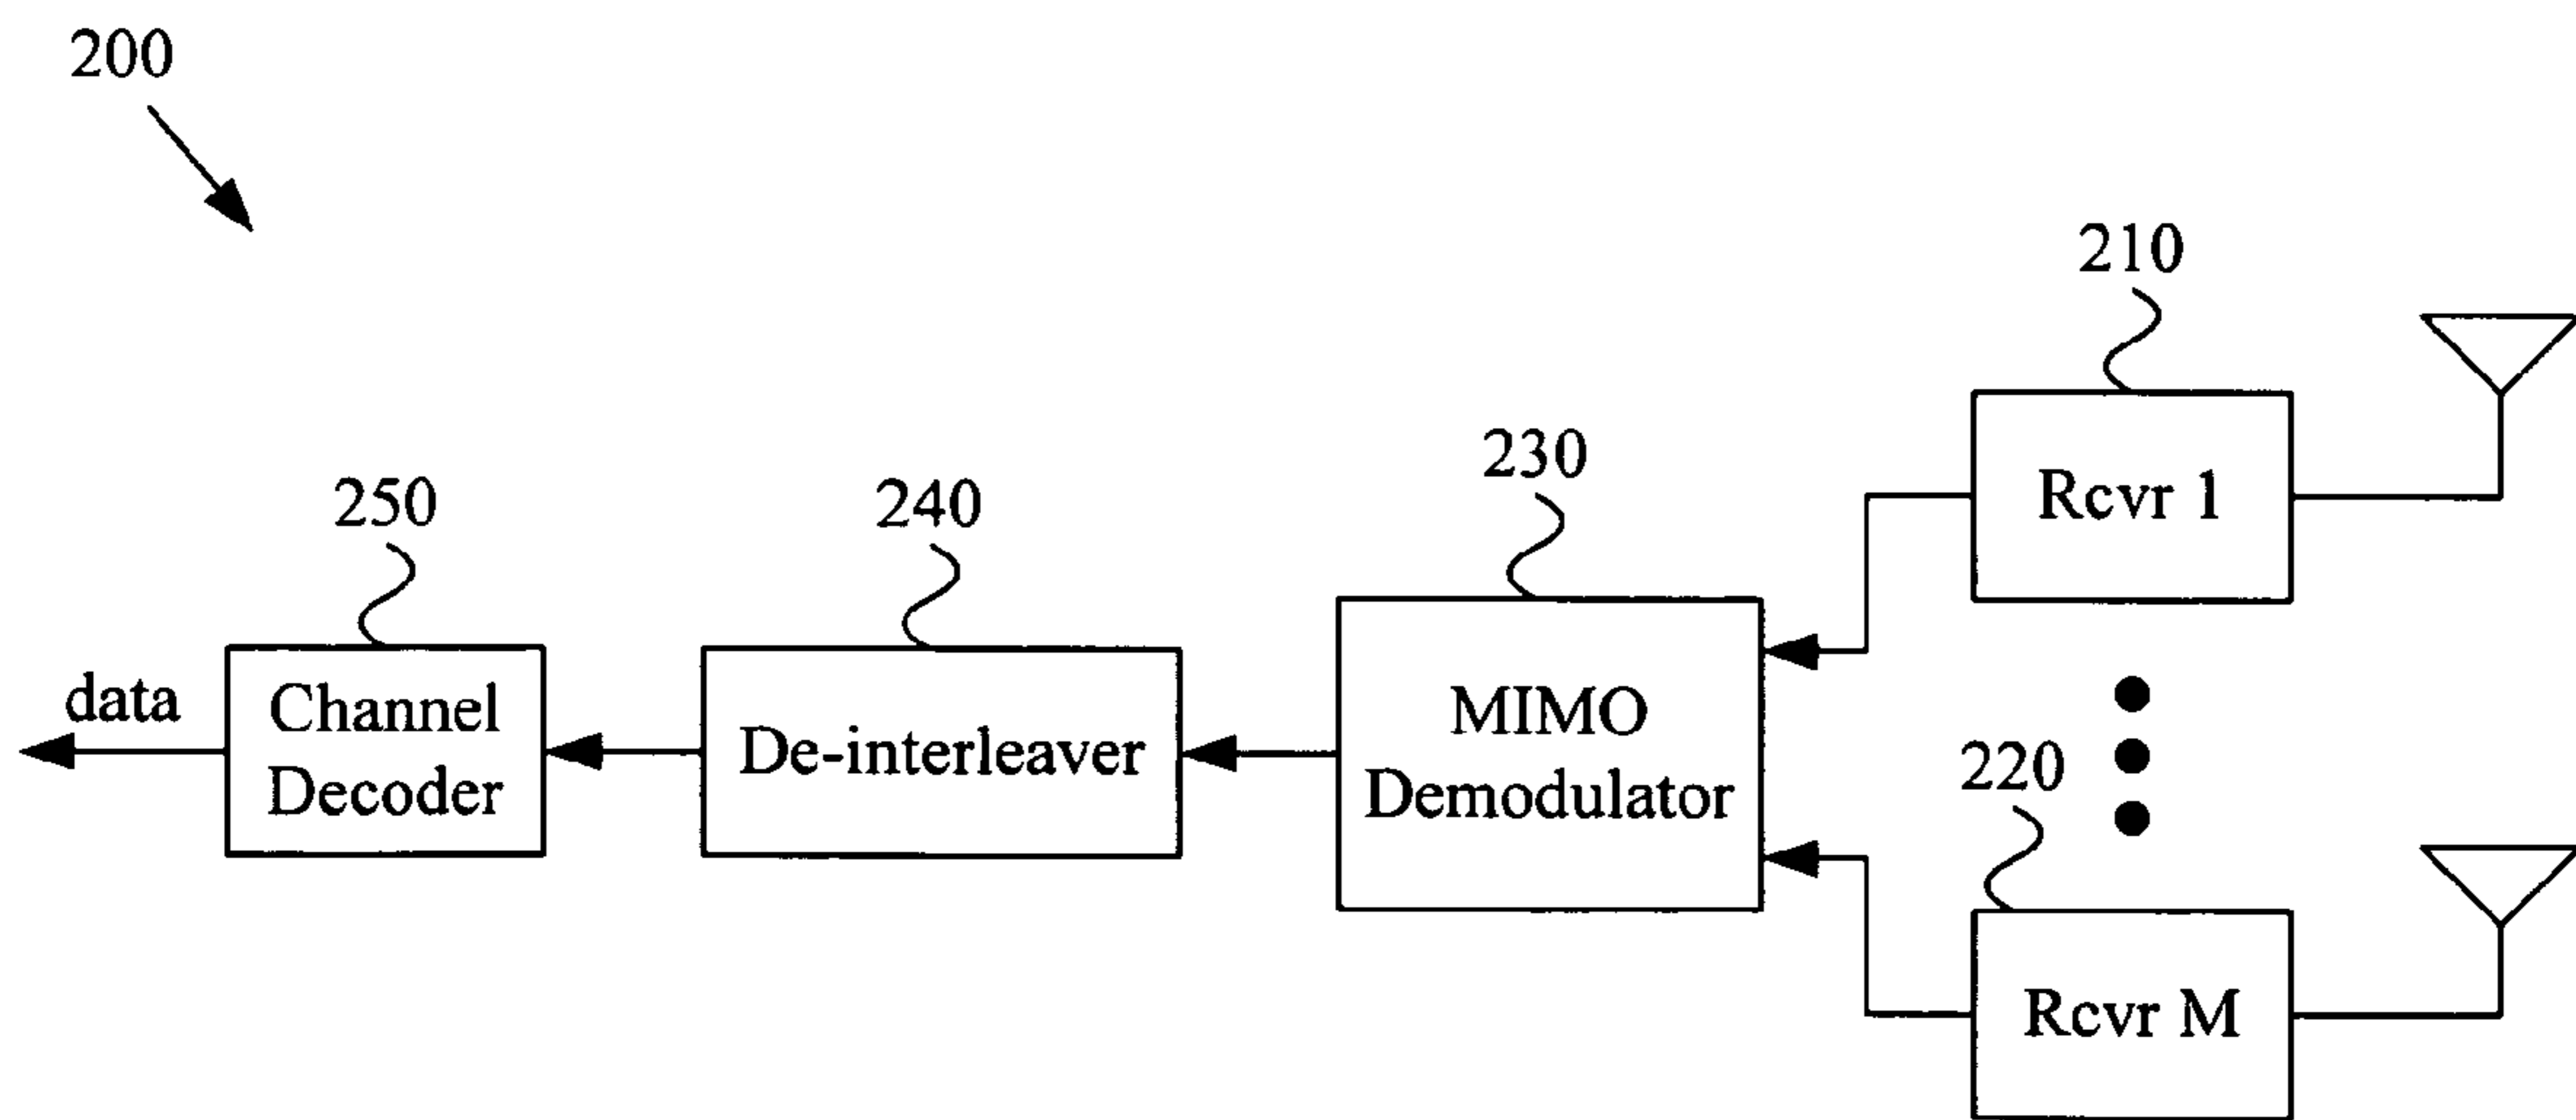 200
210
Rcvr 1
230
250
240
MIMO
Demodulator
De-interleaver
Channel
Decoder
data
220
Rcvr M